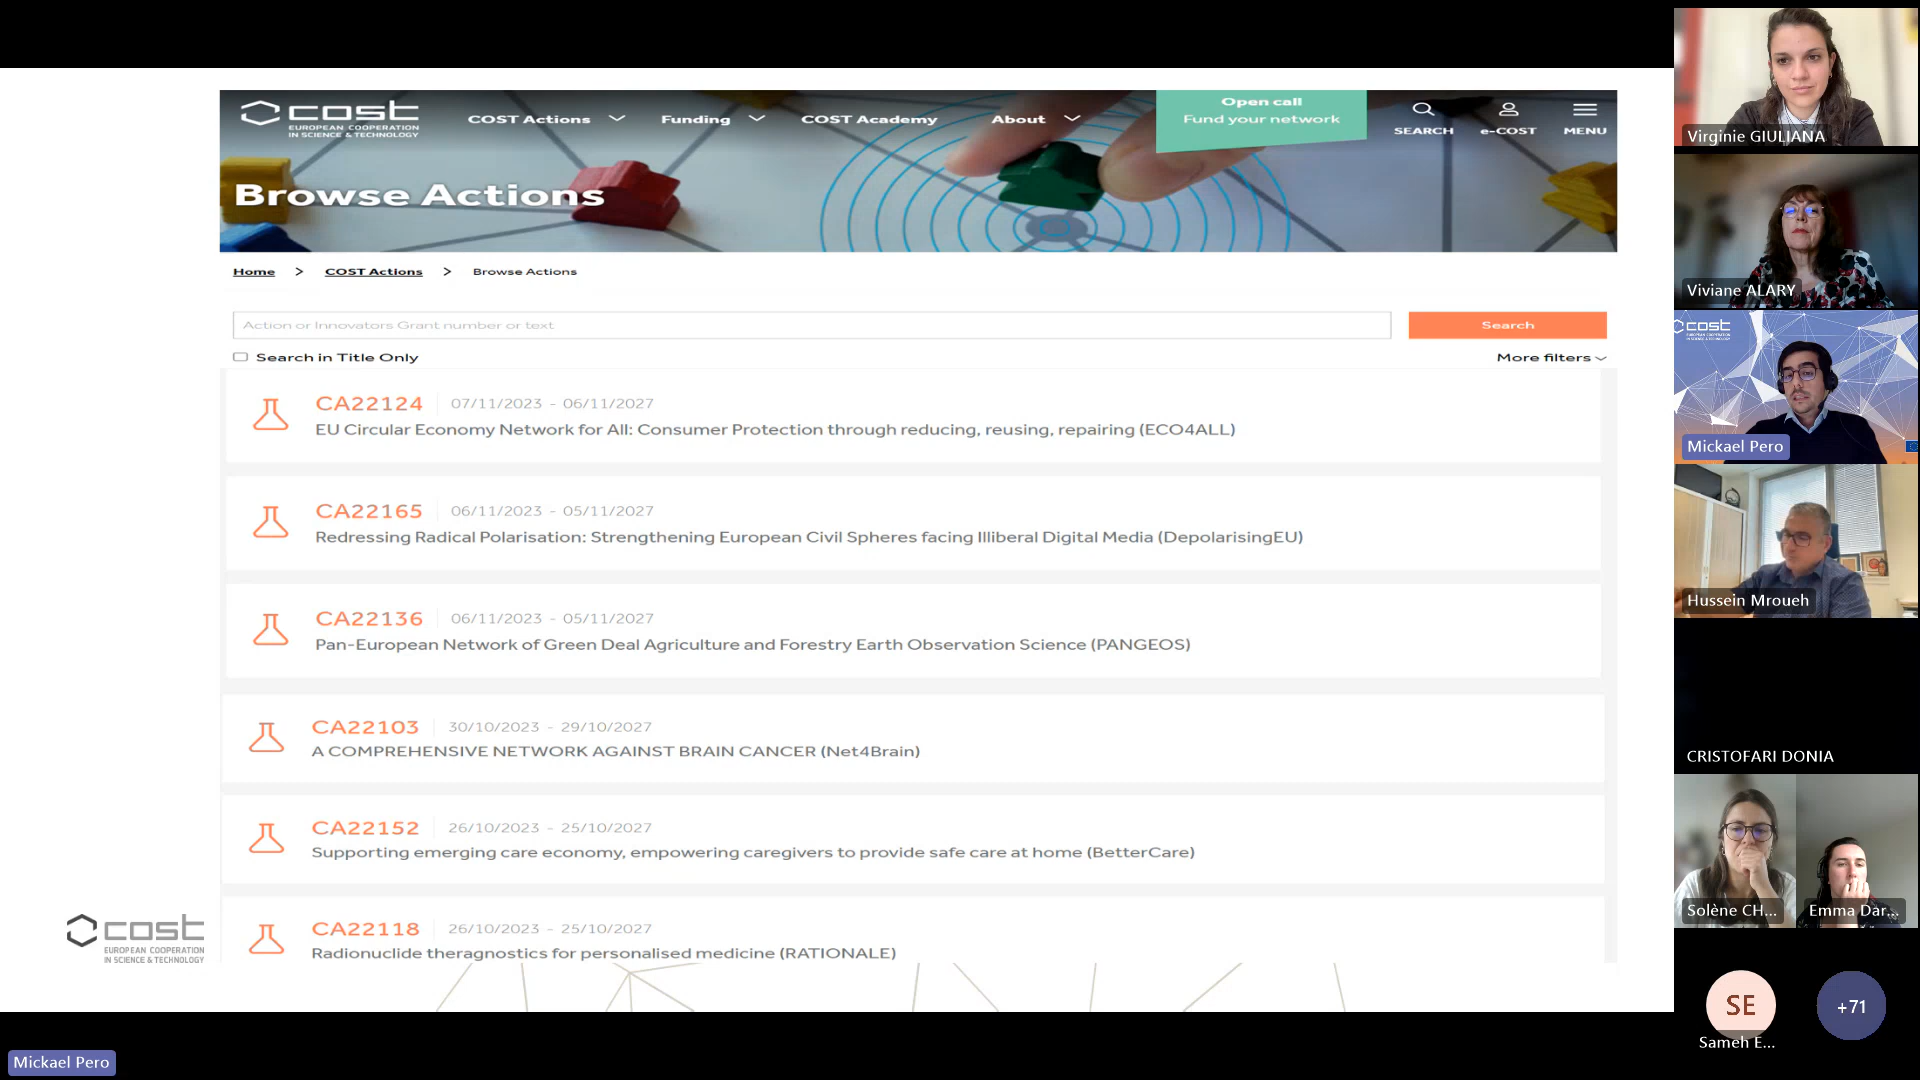 cost
EUROPEAN COOPERATION
IN SCIENCE & TECHNOLOGY
COST Actions
Funding
COST Academy
About
Open call
Fund your network
SEARCH
e-COST
MENU
Browse Actions
Home > COST Actions > Browse Actions
Action or Innovators Grant number or text
Search
Search in Title Only
More filters
CA22124 07/11/2023 - 06/11/2027
EU Circular Economy Network for All: Consumer Protection through reducing, reusing, repairing (ECO4ALL)
CA22165 06/11/2023 - 05/11/2027
Redressing Radical Polarisation: Strengthening European Civil Spheres facing Illiberal Digital Media (DepolarisingEU)
CA22136 06/11/2023 - 05/11/2027
Pan-European Network of Green Deal Agriculture and Forestry Earth Observation Science (PANGEOS)
CA22103 30/10/2023 - 29/10/2027
A COMPREHENSIVE NETWORK AGAINST BRAIN CANCER (Net4Brain)
CA22152 26/10/2023 - 25/10/2027
Supporting emerging care economy, empowering caregivers to provide safe care at home (BetterCare)
CA22118 26/10/2023 - 25/10/2027
Radionuclide theragnostics for personalised medicine (RATIONALE)
cost
EUROPEAN COOPERATION
IN SCIENCE & TECHNOLOGY
Mickael Pero
Virginie GIULIANA
Viviane ALARY
cost
Mickael Pero
Hussein Mroueh
CRISTOFARI DONIA
Solène CH...
Emma Dar...
SE
Sameh E...
+71